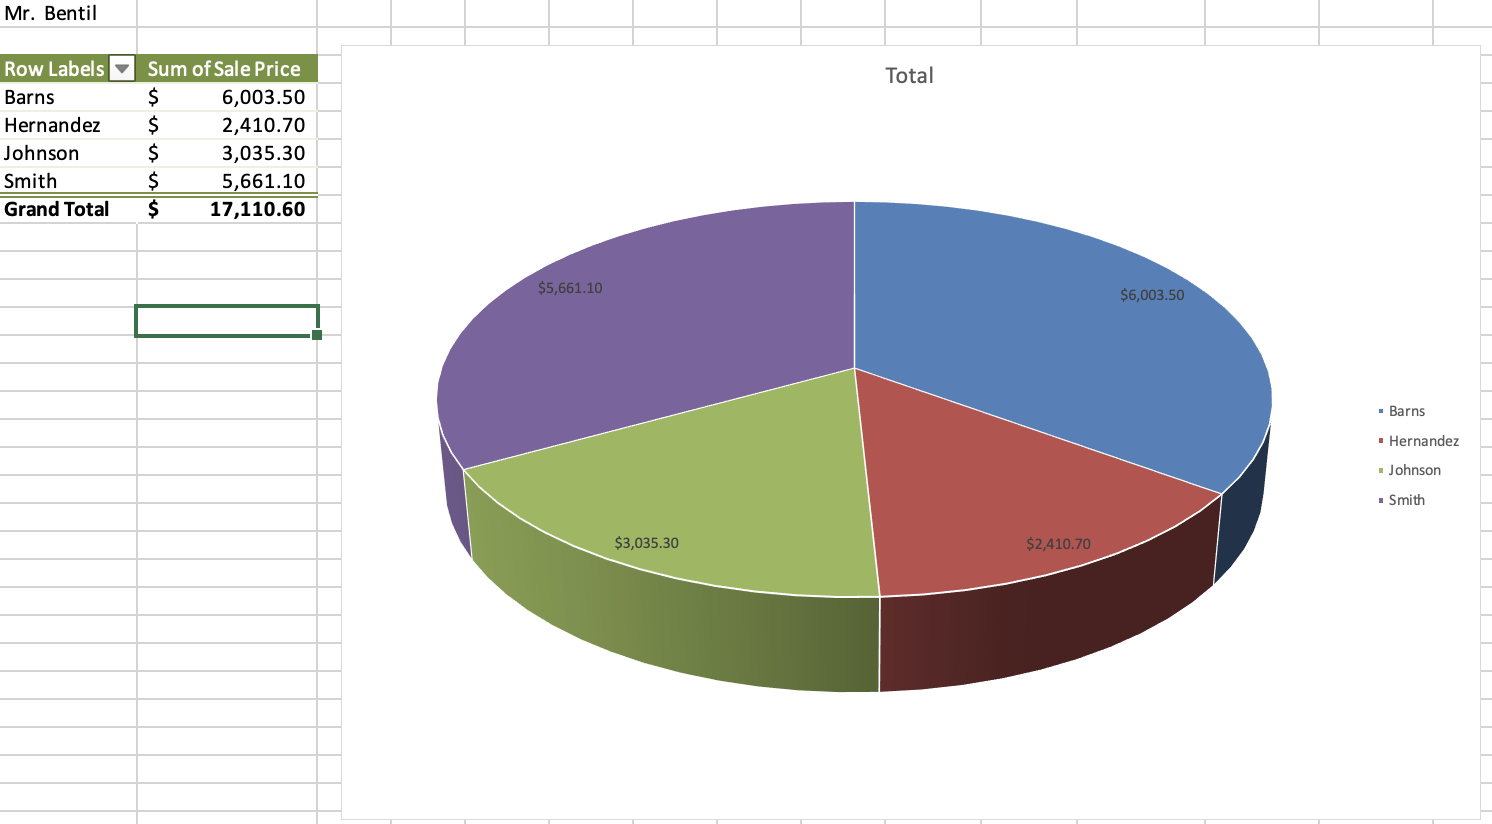 Mr. Bentil
Row Labels Sum of Sale Price
Barns $ 6,003.50
Hernandez $ 2,410.70
Johnson $ 3,035.30
Smith $ 5,661.10
Grand Total $ 17,110.60
Total
$5,661.10
$6,003.50
$3,035.30
$2,410.70
Barns
Hernandez
Johnson
Smith